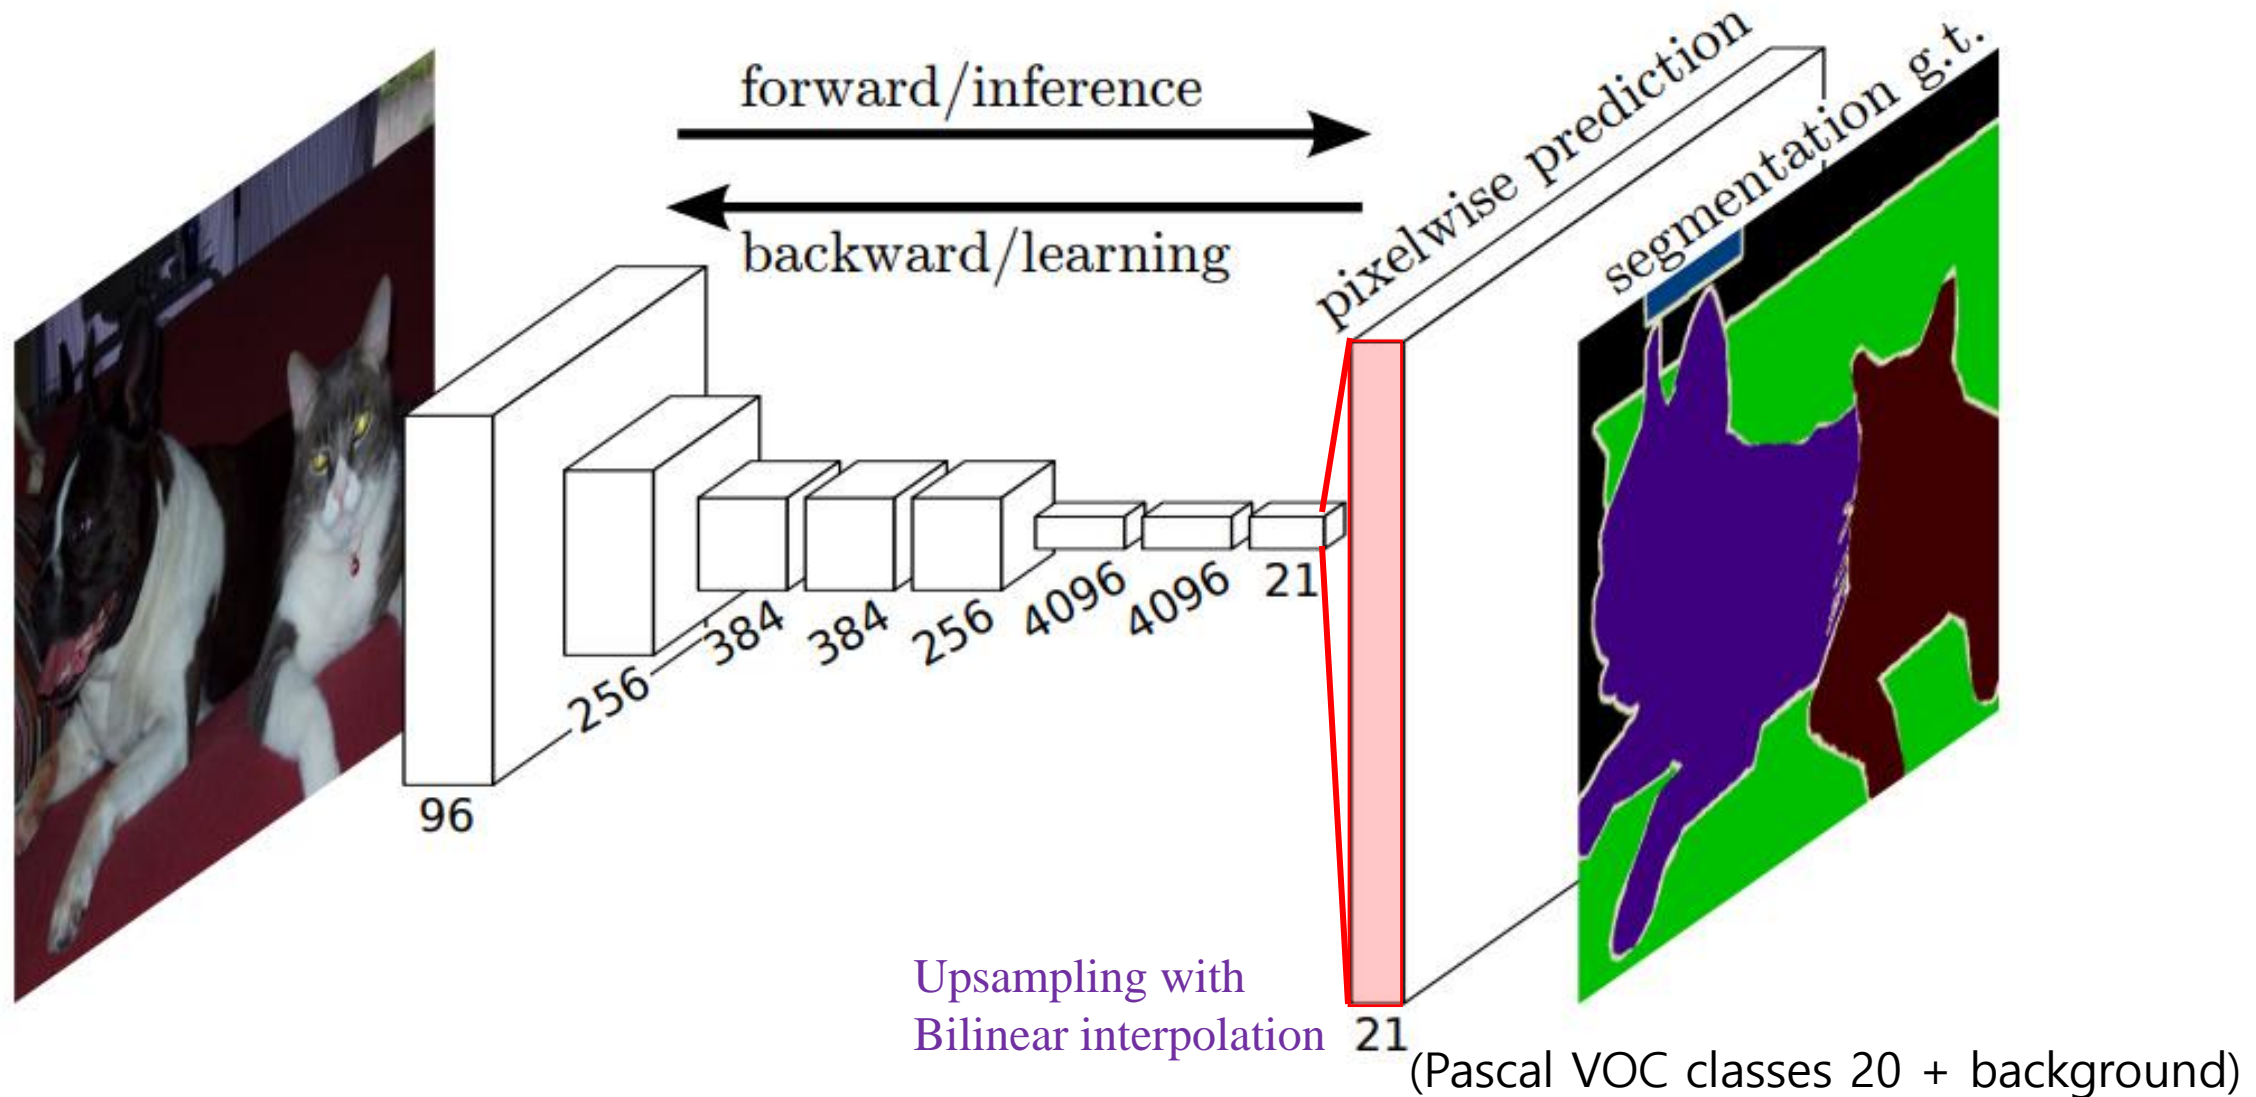 forward/inference
backward/learning
pixelwise prediction
segmentation g.t.
96
256
384
384
256
4096
4096
21
Upsampling with
Bilinear interpolation
21
(Pascal VOC classes 20 + background)